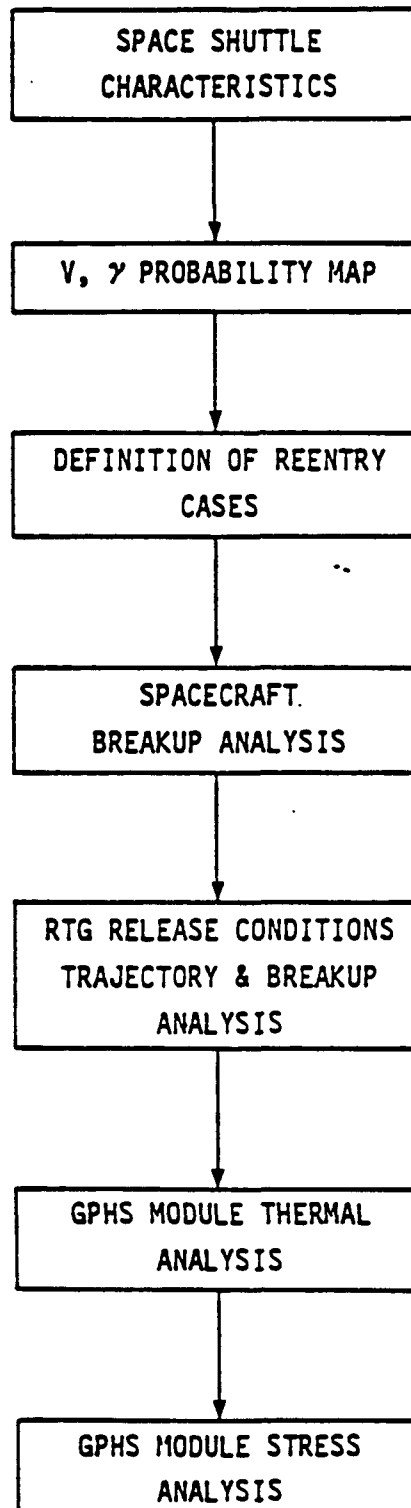 SPACE SHUTTLE
CHARACTERISTICS
V, γ PROBABILITY MAP
DEFINITION OF REENTRY
CASES
SPACECRAFT.
BREAKUP ANALYSIS
RTG RELEASE CONDITIONS
TRAJECTORY & BREAKUP
ANALYSIS
GPHS MODULE THERMAL
ANALYSIS
GPHS MODULE STRESS
ANALYSIS